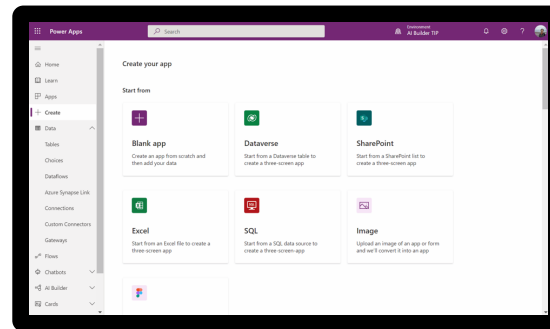 Power Apps
Search
Environment
AI Builder TIP
?
Home
Learn
Apps
Create
Data
Tables
Choices
Dataflows
Azure Synapse Link
Connections
Custom Connectors
Gateways
Flows
Chatbots
AI Builder
Cards
Create your app
Start from
Blank app
Create an app from scratch and
then add your data
Dataverse
Start from a Dataverse table to
create a three-screen app
SharePoint
Start from a SharePoint list to
create a three-screen app
Excel
Start from an Excel file to create a
three-screen app
SQL
Start from a SQL data source to
create a three-screen-app
Image
Upload an image of an app or form
and we'll convert it into an app